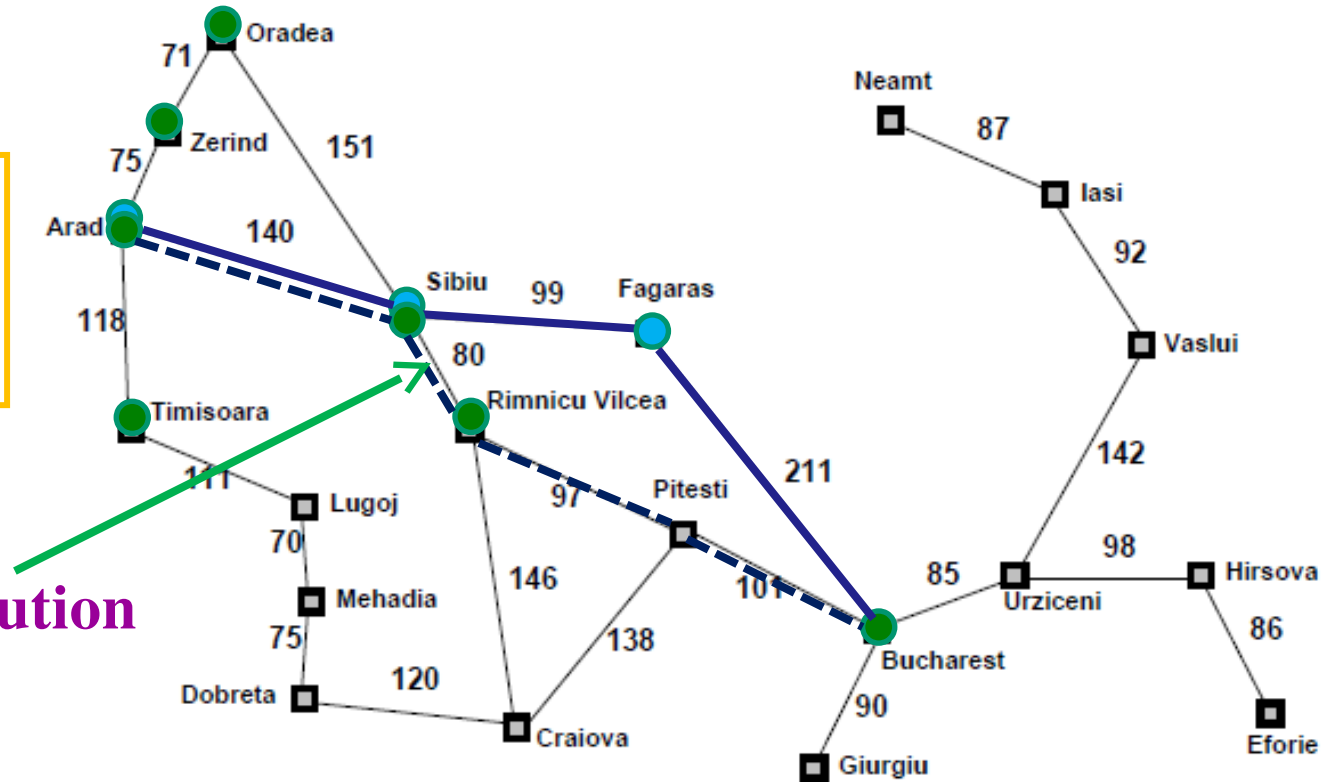 Oradea
71
Neamt
87
Zerind
151
75
Iasi
Arad
140
92
Sibiu
99
Fagaras
118
Vaslui
80
Timisoara
Rimnicu Vilcea
142
111
211
97
Pitesti
Lugoj
70
98
146
101
85
Hirsova
Mehadia
Urziceni
ution
75
138
86
Bucharest
120
Dobreta
90
Craiova
Eforie
Giurgiu